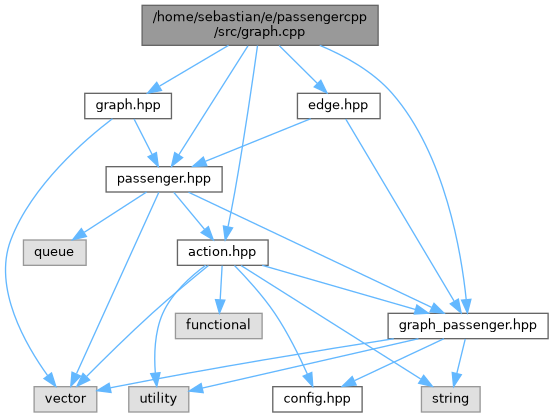 /home/sebastian/e/passengercpp
/src/graph.cpp
graph.hpp
edge.hpp
passenger.hpp
queue
action.hpp
functional
graph_passenger.hpp
vector
utility
config.hpp
string